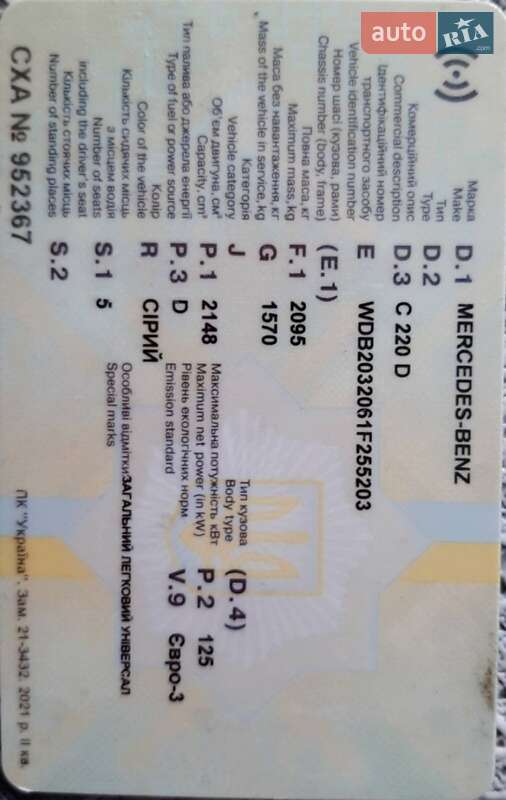 auto RIA.com
Марка D.1 MERCEDES-BENZ
Make
Тип D.2
Type
Комерційний опис D.3 C 220 D
Commercial description
Ідентифікаційний номер E WDB2032061F255203
транспортного засобу
Vehicle identification number
Номер шасі (кузова, рами) (E.1)
Chassis number (body, frame)
Повна маса, кг F.1 2095
Maximum mass, kg
Маса без навантаження, кг G 1570
Mass of the vehicle in service, kg
Категорія J Тип кузова (D.4)
Vehicle category Body type
Об'єм двигуна, см³ P.1 2148 Максимальна потужність кВт P.2 125
Capacity, cm³ Maximum net power (in kW)
Тип палива або джерела енергії P.3 D Рівень екологічних норм V.9 Євро-3
Type of fuel or power source Emission standard
Колір R СІРИЙ
Color of the vehicle
Кількість сидячих місць S.1 5 Особливі відмітки ЗАГАЛЬНИЙ ЛЕГКОВИЙ УНІВЕРСАЛ
з місцем водія Special marks
Number of seats
including the driver's seat
Кількість стоячих місць S.2
Number of standing places
СХА № 952367 ПК "Україна". Зам. 21-3432. 2021 р. II кв.